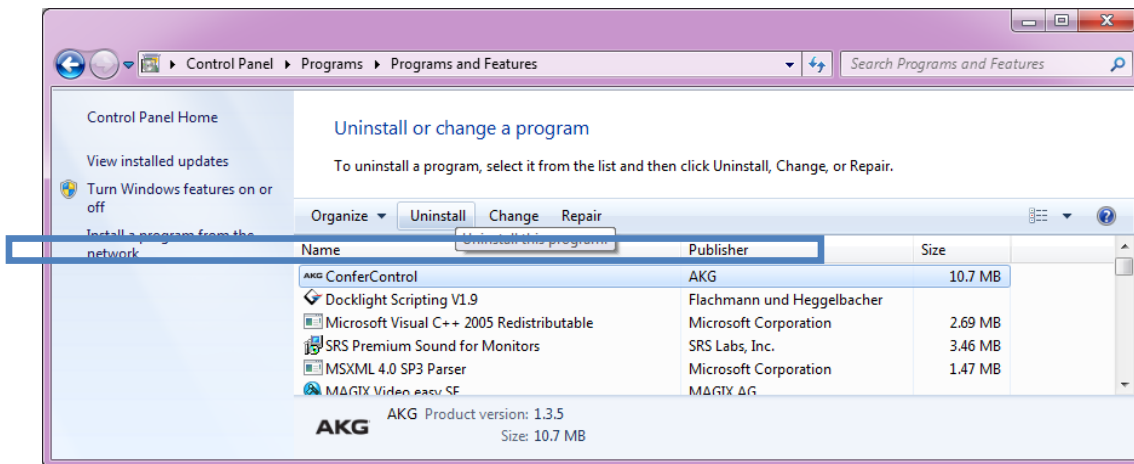 Control Panel ▸ Programs ▸ Programs and Features
Search Programs and Features
Control Panel Home
View installed updates
Turn Windows features on or
off
Install a program from the
network
Uninstall or change a program
To uninstall a program, select it from the list and then click Uninstall, Change, or Repair.
Organize Uninstall Change Repair
Uninstall this program.
Name Publisher Size
AKG ConferControl AKG 10.7 MB
Docklight Scripting V1.9 Flachmann und Heggelbacher
Microsoft Visual C++ 2005 Redistributable Microsoft Corporation 2.69 MB
SRS Premium Sound for Monitors SRS Labs, Inc. 3.46 MB
MSXML 4.0 SP3 Parser Microsoft Corporation 1.47 MB
MAGIX Video easy SE MAGIX AG
AKG AKG Product version: 1.3.5
Size: 10.7 MB